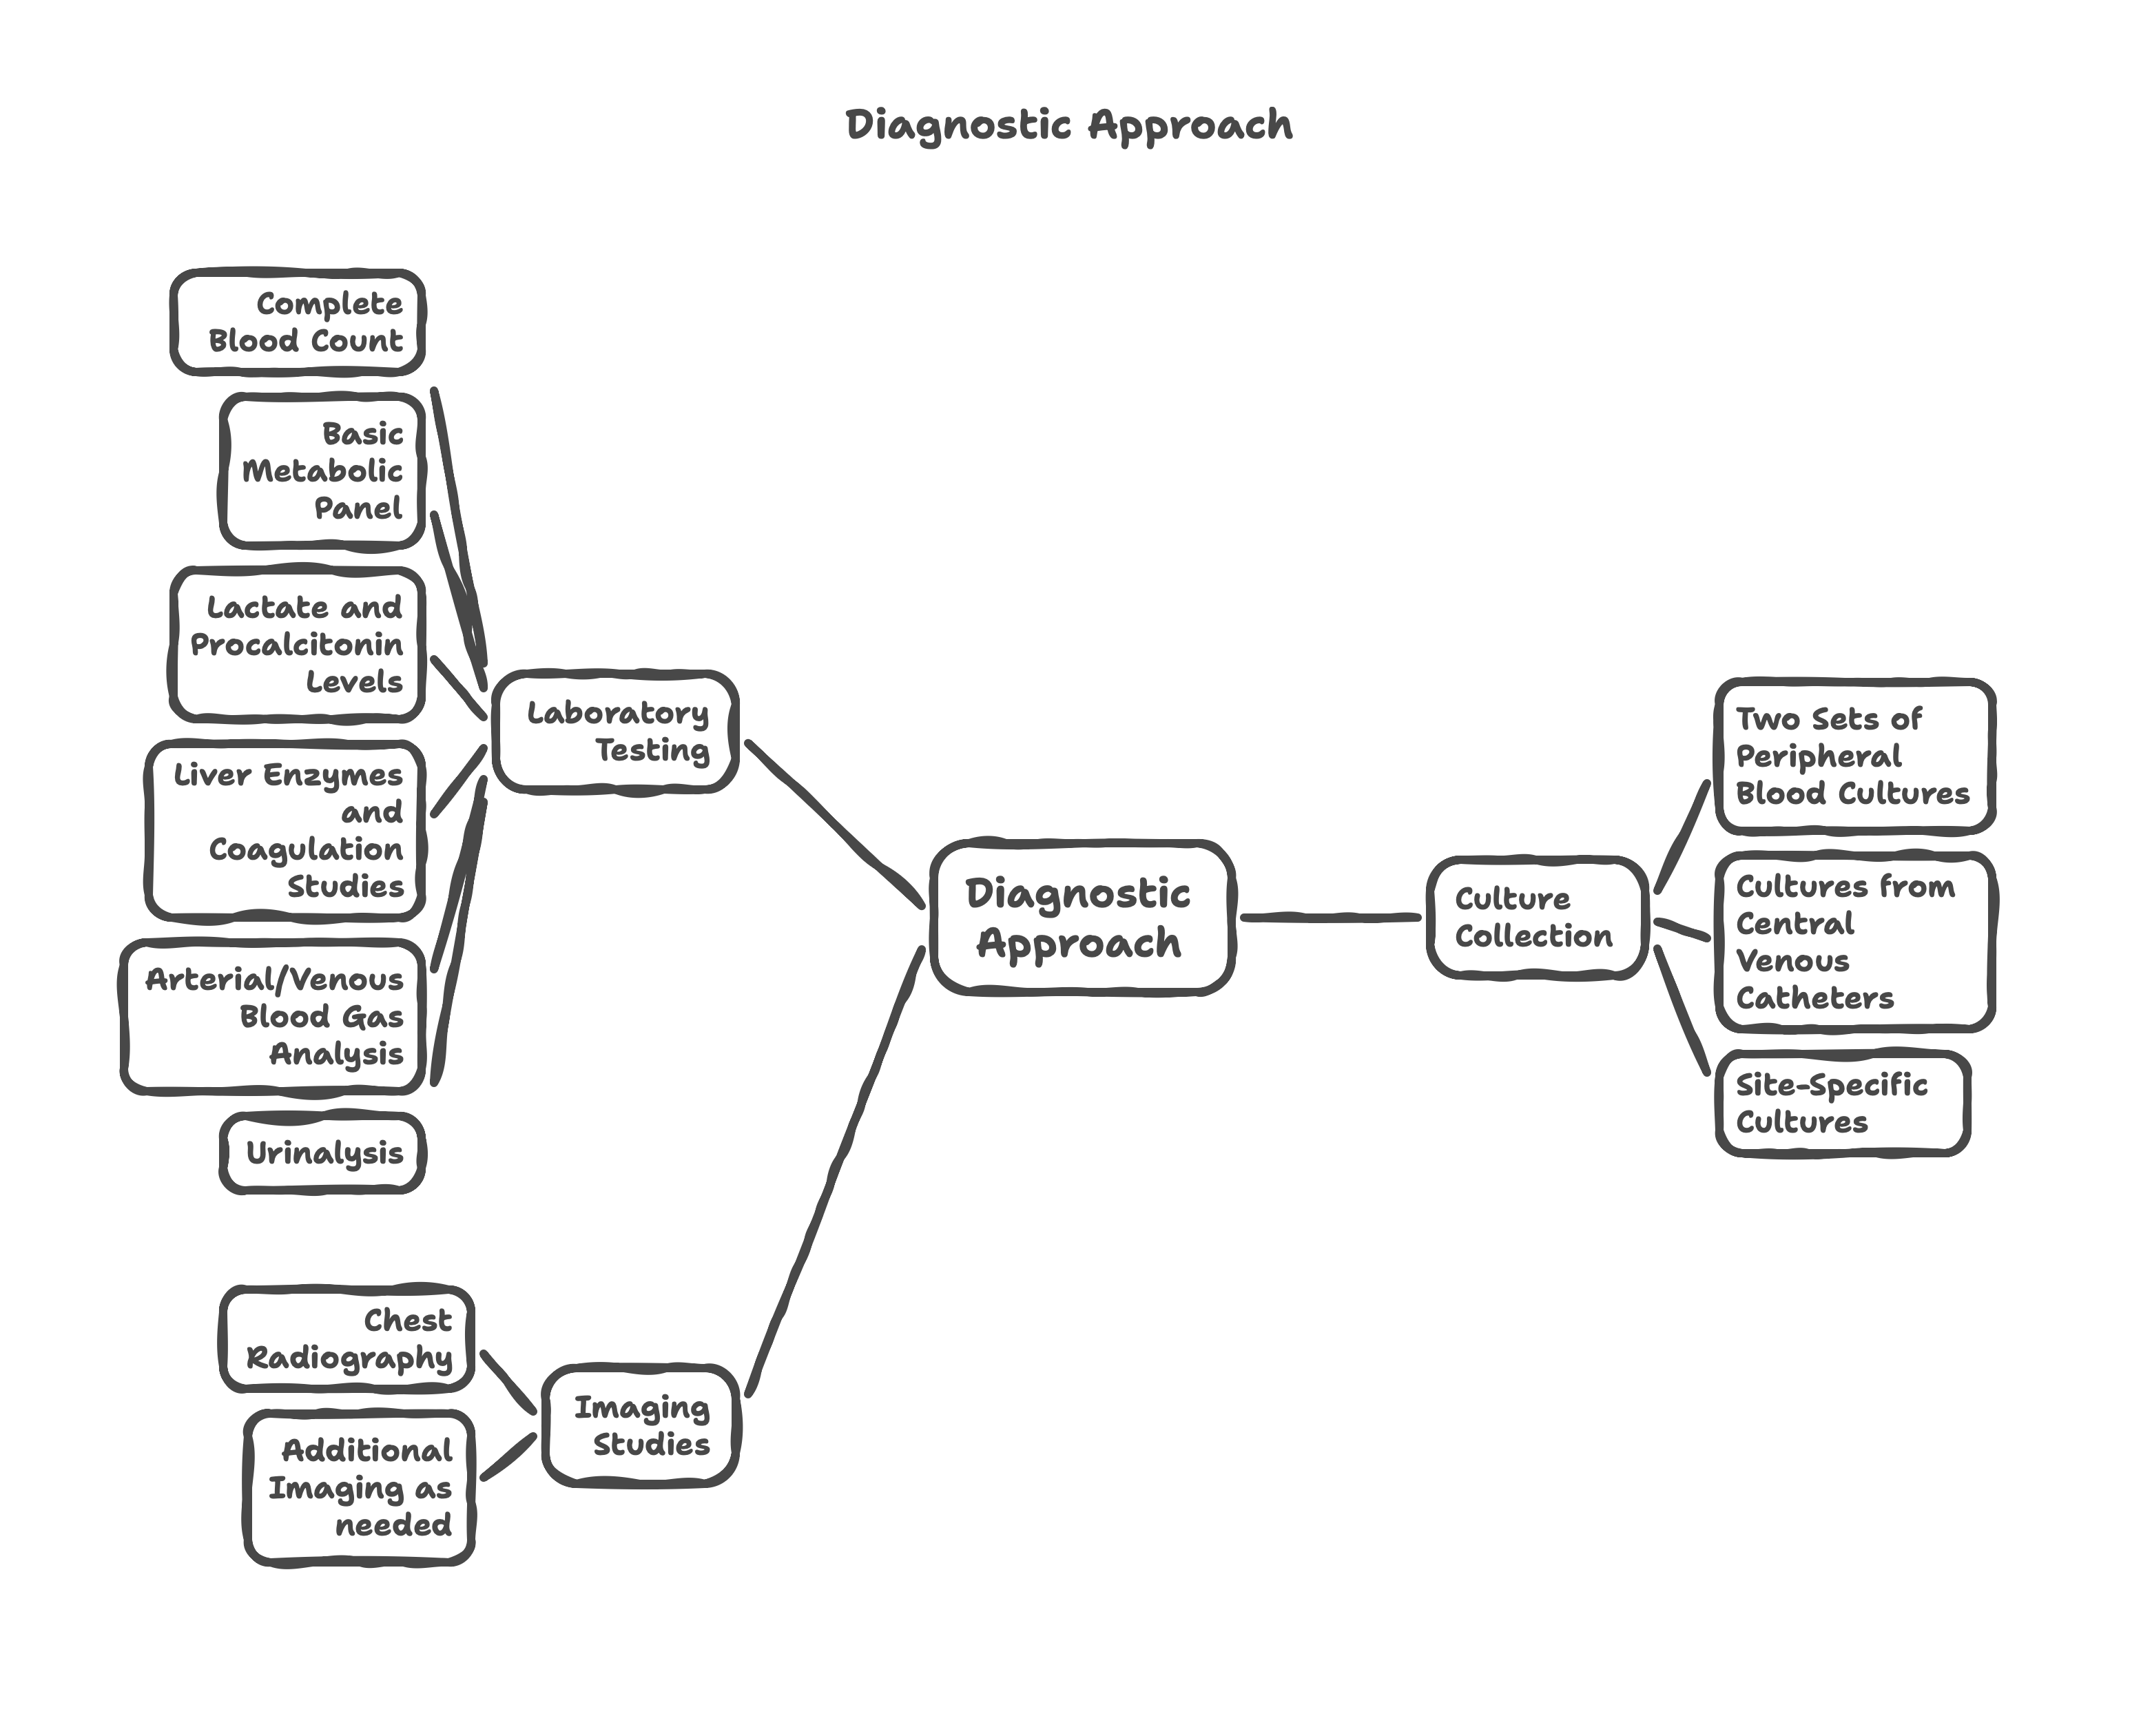 Diagnostic Approach
Complete
Blood Count
Basic
Metabolic
Panel
Lactate and
Procalcitonin
Levels
Liver Enzymes
and
Coagulation
Studies
Arterial/Venous
Blood Gas
Analysis
Urinalysis
Laboratory
Testing
Chest
Radiography
Additional
Imaging as
needed
Imaging
Studies
Diagnostic
Approach
Culture
Collection
Two Sets of
Peripheral
Blood Cultures
Cultures from
Central
Venous
Catheters
Site-Specific
Cultures